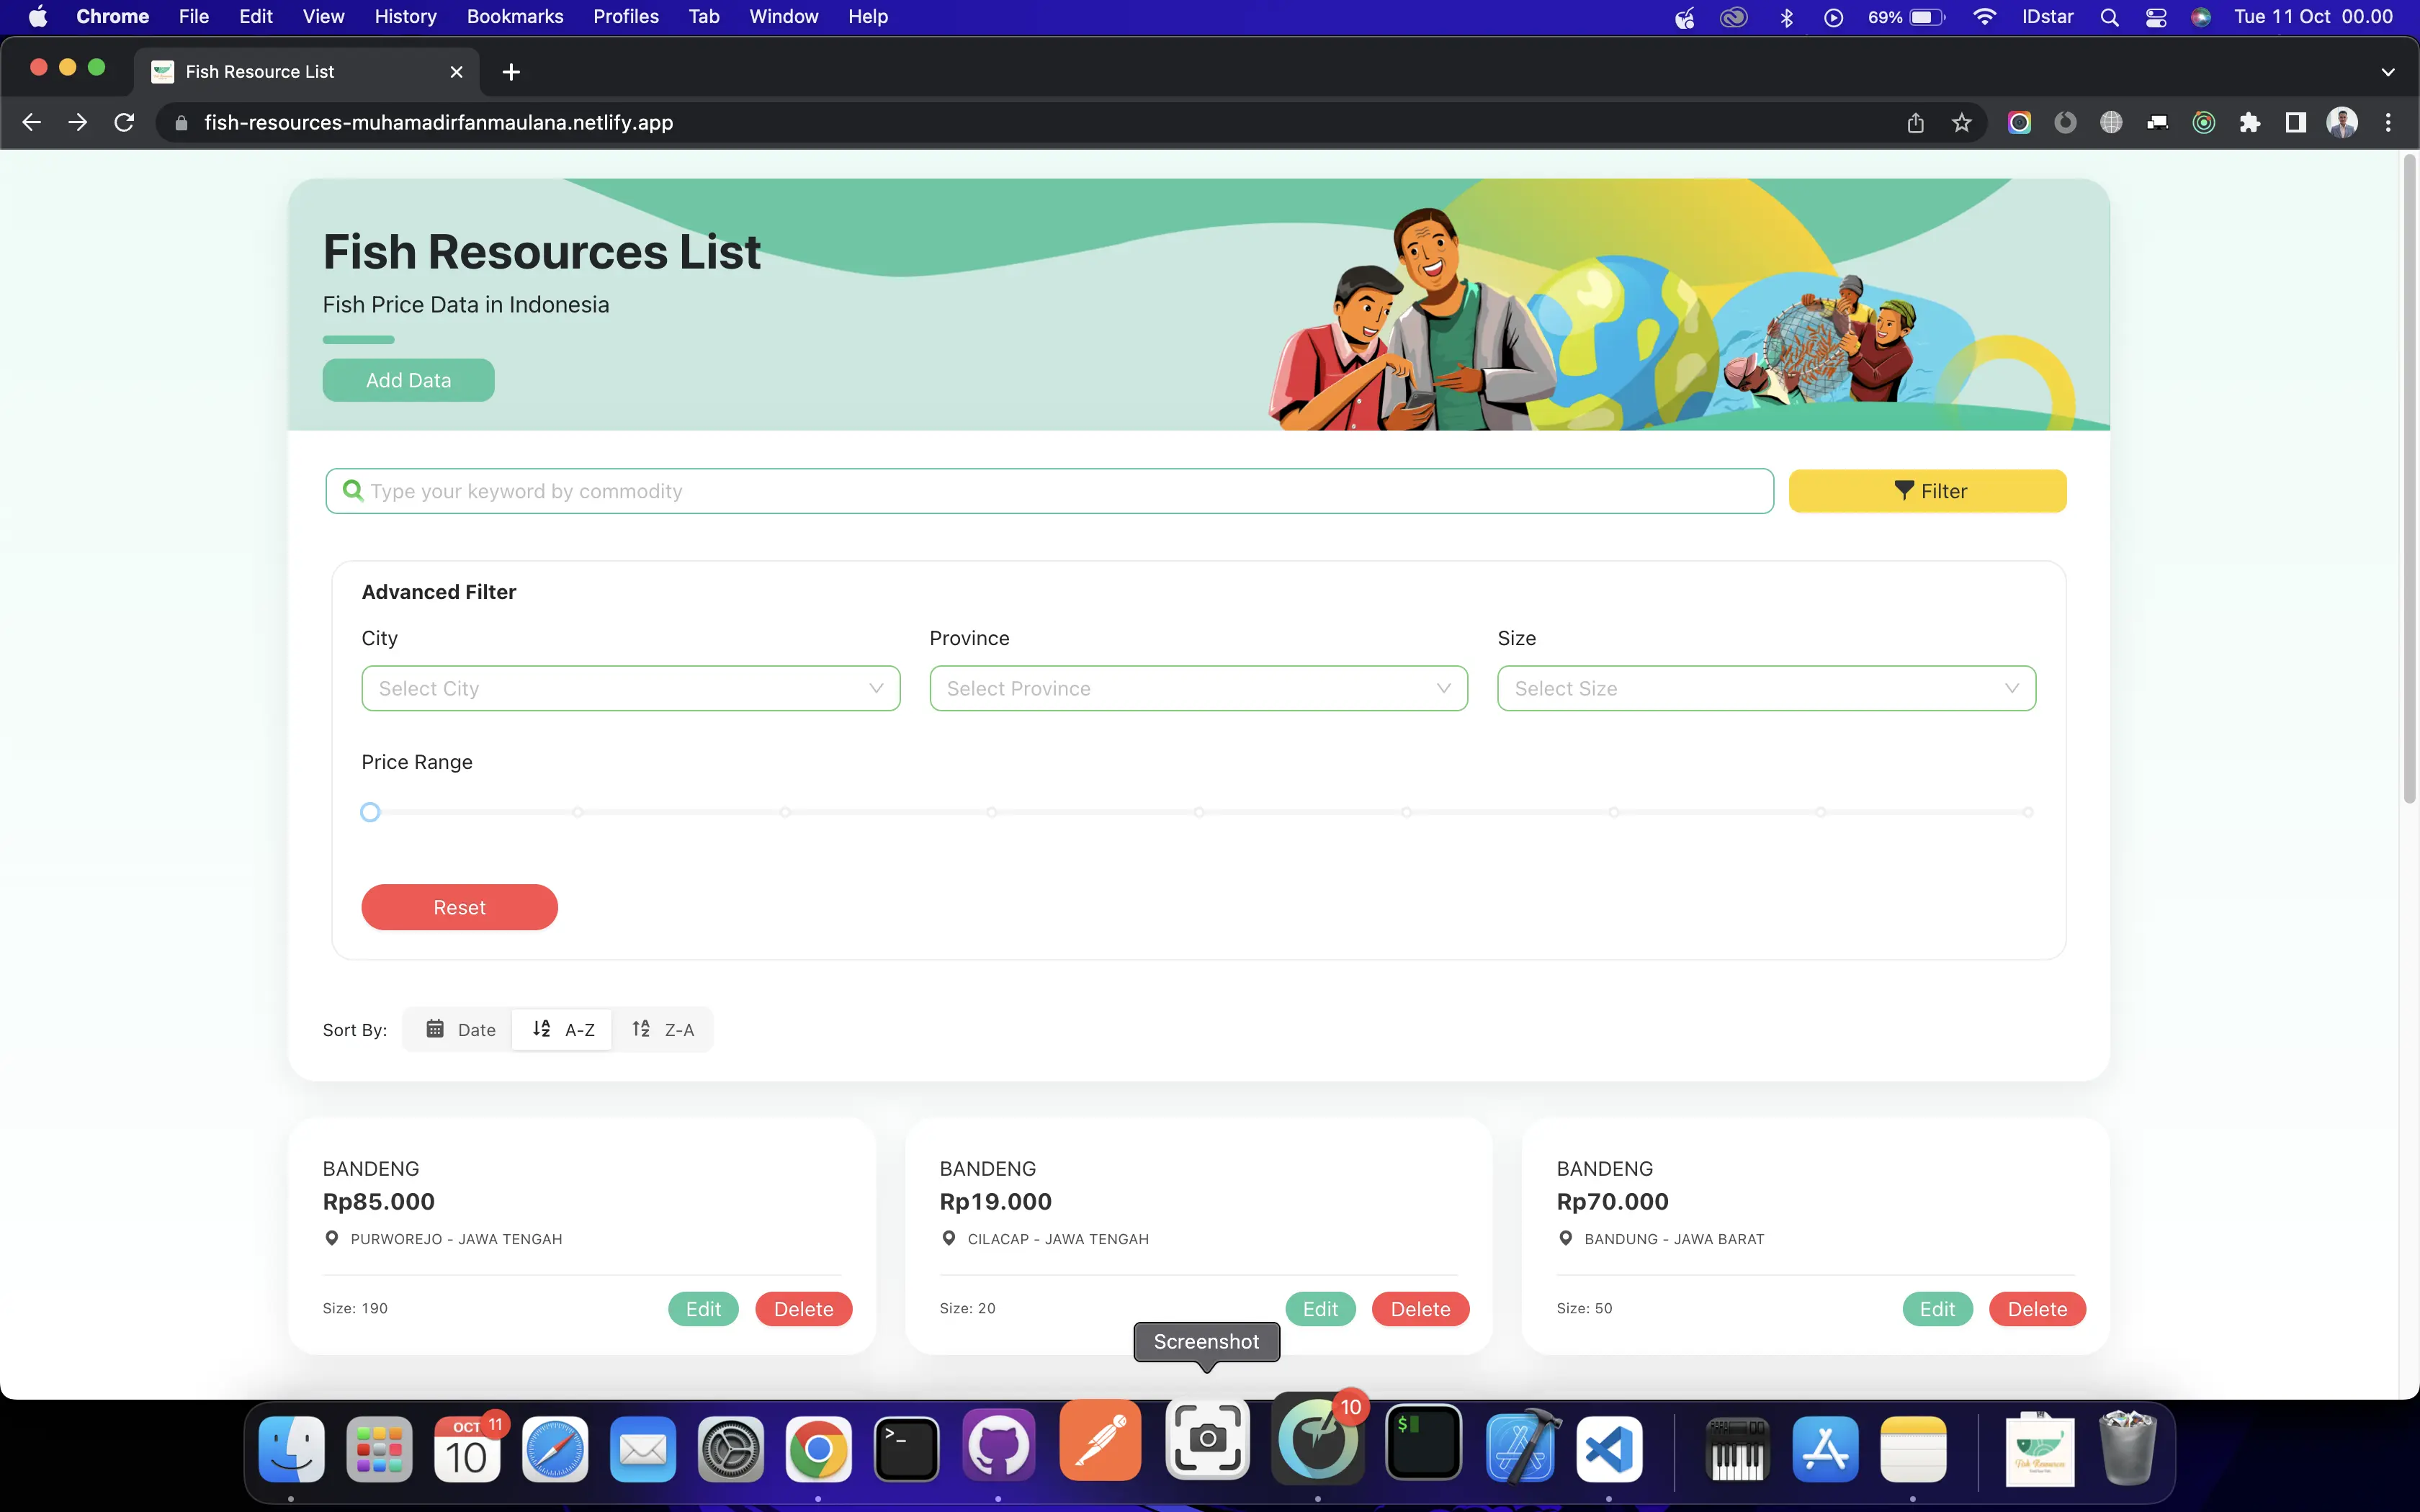 Chrome File Edit View History Bookmarks Profiles Tab Window Help 69% IDstar Tue 11 Oct 00.00
Fish Resource List
fish-resources-muhamadirfanmaulana.netlify.app
Fish Resources List
Fish Price Data in Indonesia
Add Data
Type your keyword by commodity
Filter
Advanced Filter
City Province Size
Select City Select Province Select Size
Price Range
Reset
Sort By: Date A-Z Z-A
BANDENG BANDENG BANDENG
Rp85.000 Rp19.000 Rp70.000
PURWOREJO - JAWA TENGAH CILACAP - JAWA TENGAH BANDUNG - JAWA BARAT
Size: 190 Edit Delete Size: 20 Edit Delete Size: 50 Edit Delete
Screenshot
OCT 11 10
10
>_
$
Fish Resources